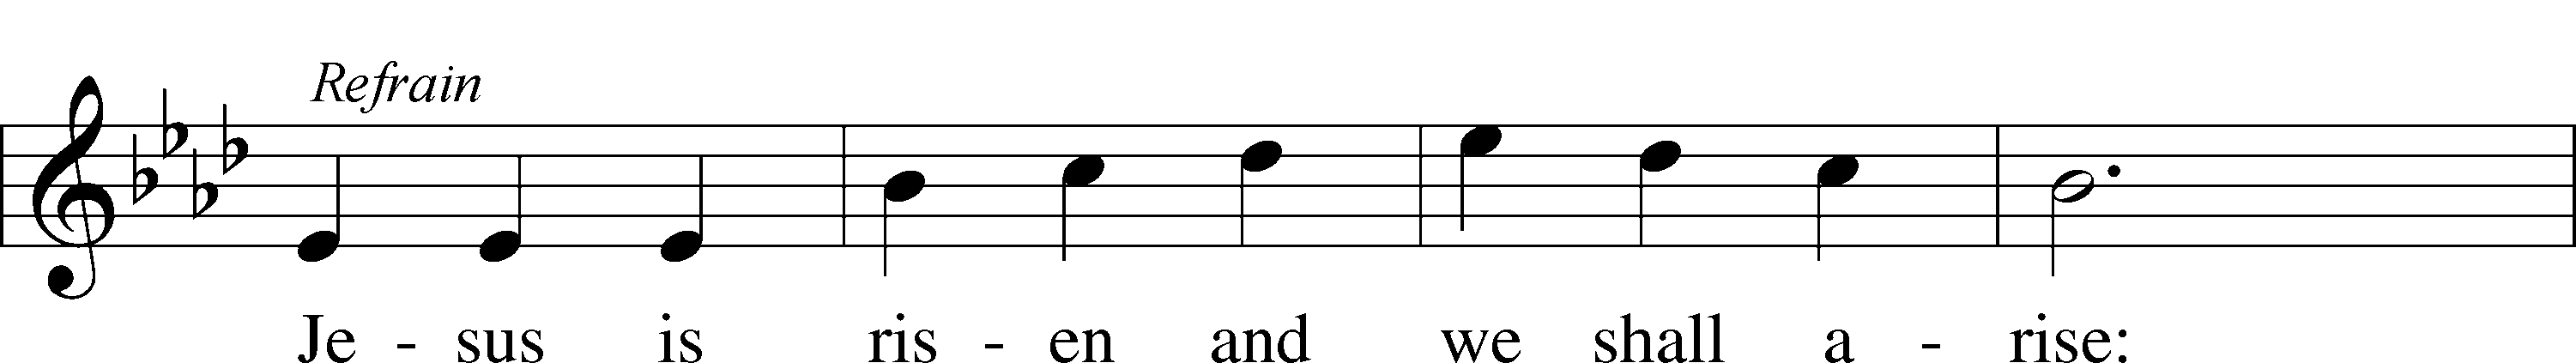 Refrain
Je - sus is ris - en and we shall a - rise: